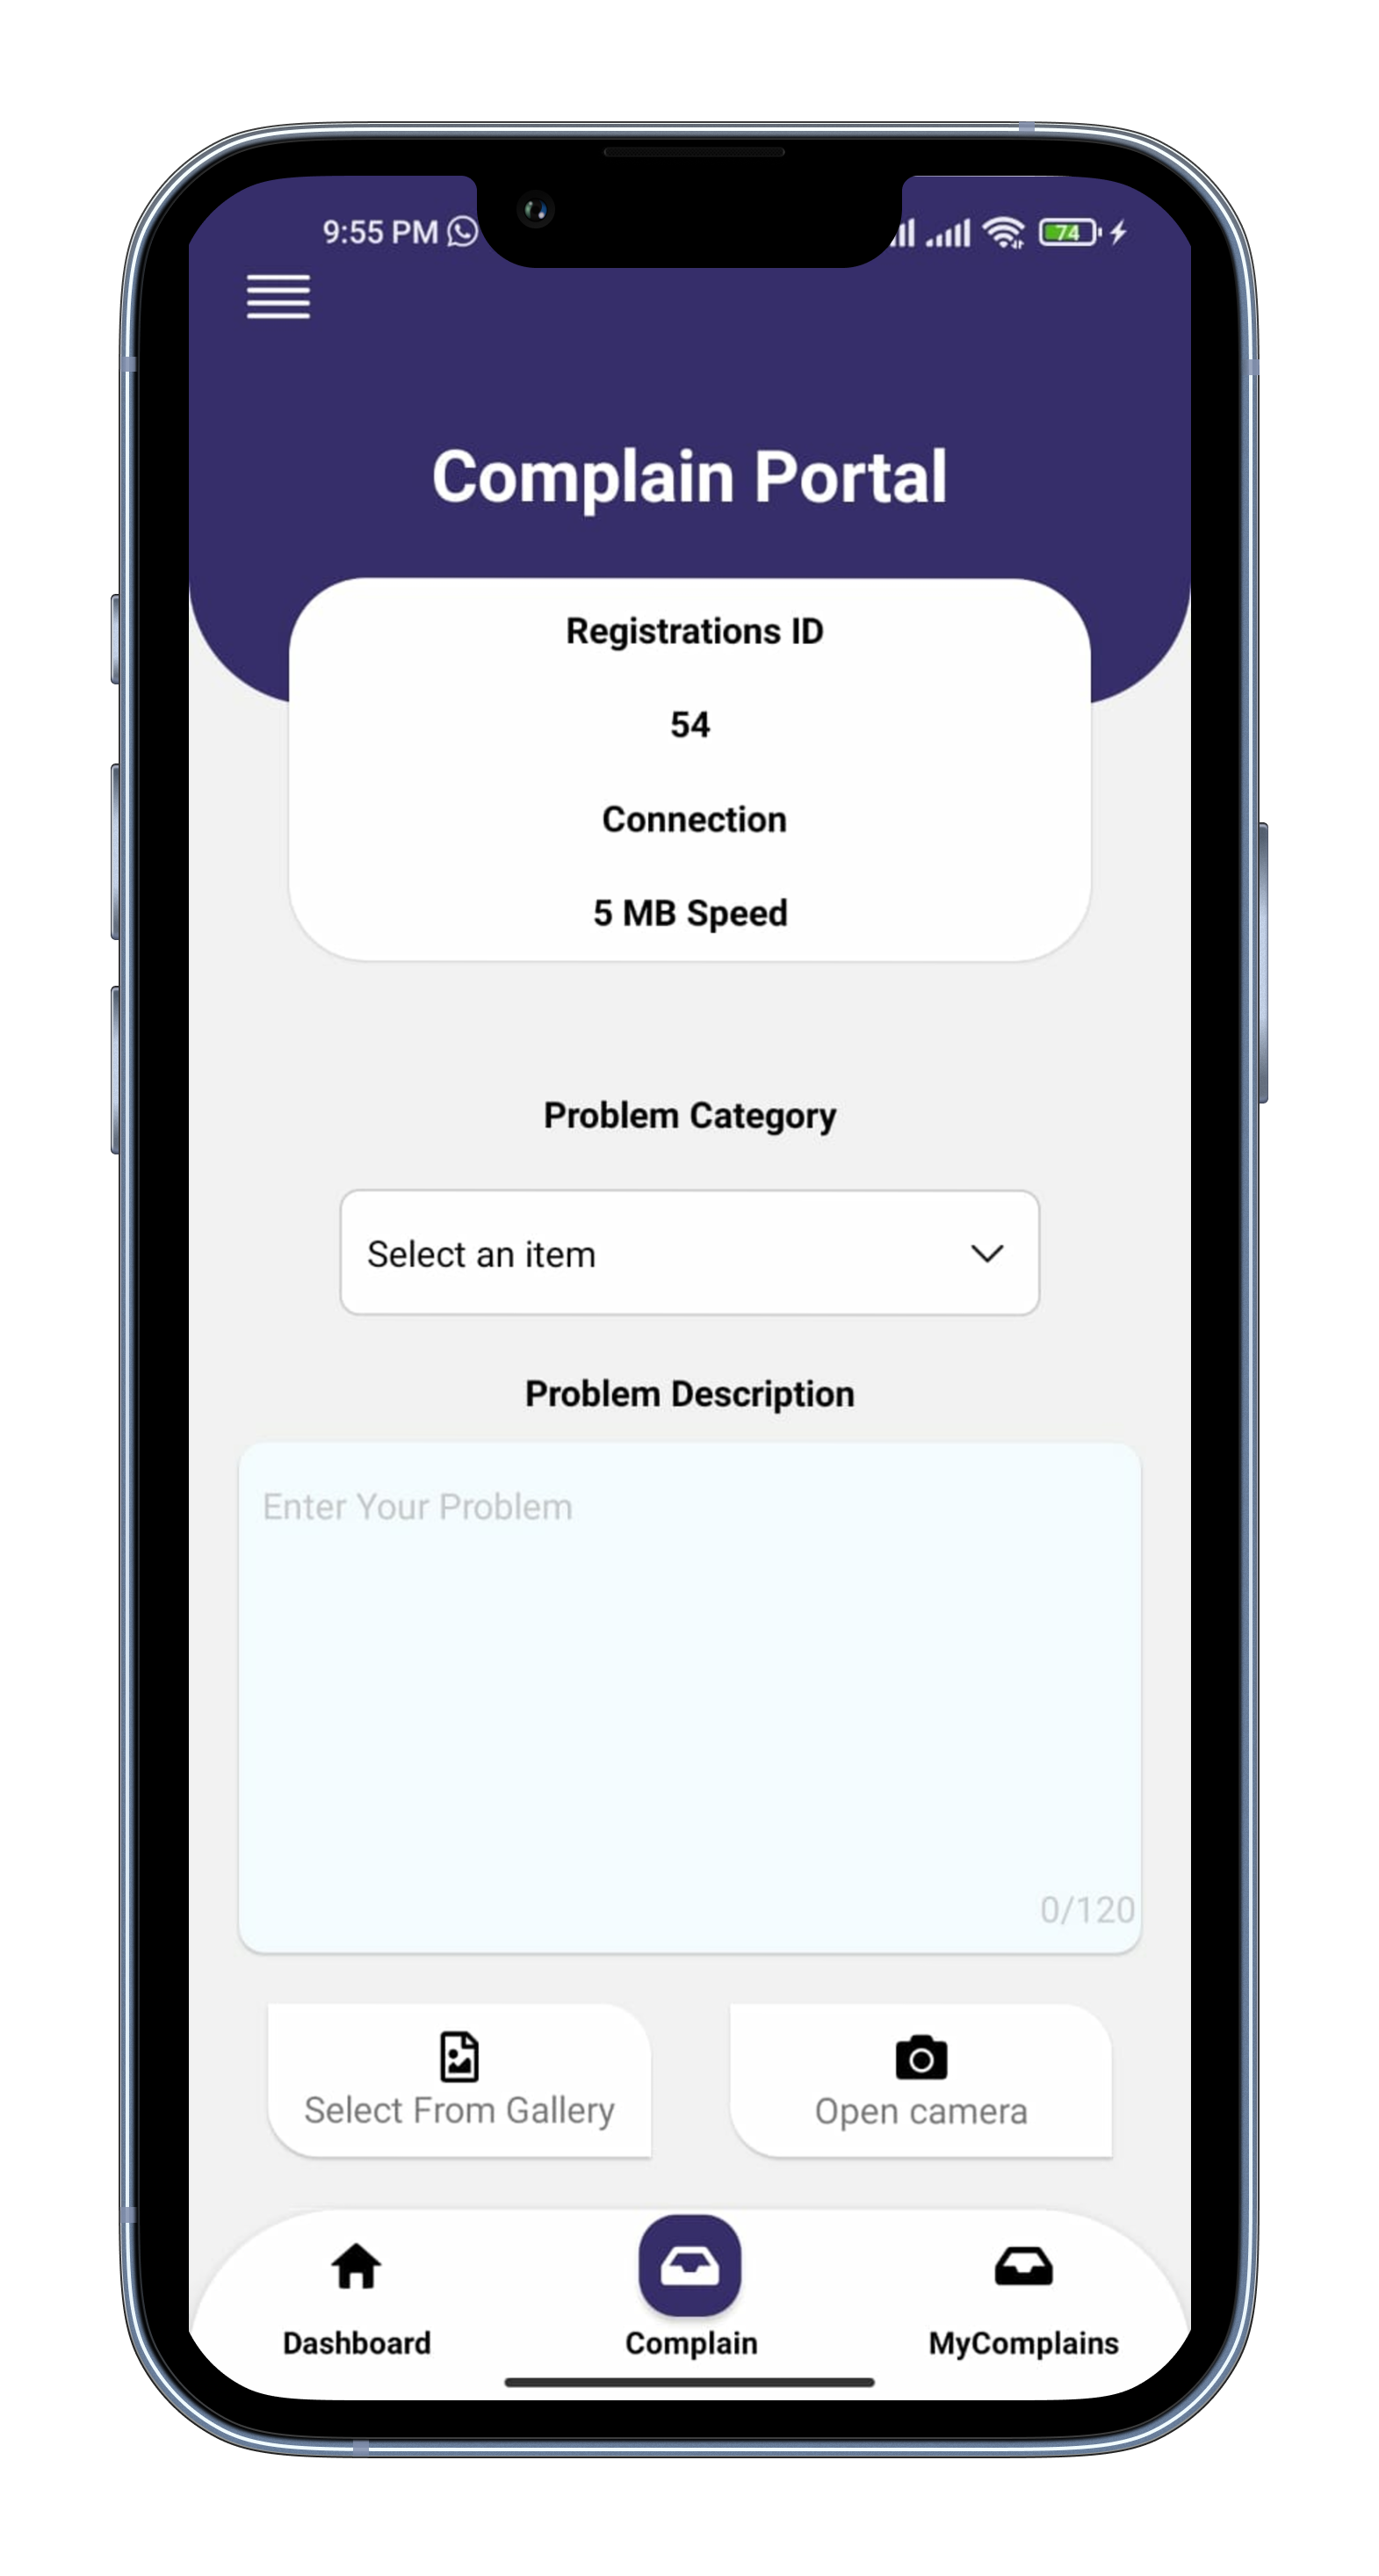 9:55 PM
74
Complain Portal
Registrations ID
54
Connection
5 MB Speed
Problem Category
Select an item
Problem Description
Enter Your Problem
0/120
Select From Gallery
Open camera
Dashboard
Complain
MyComplains